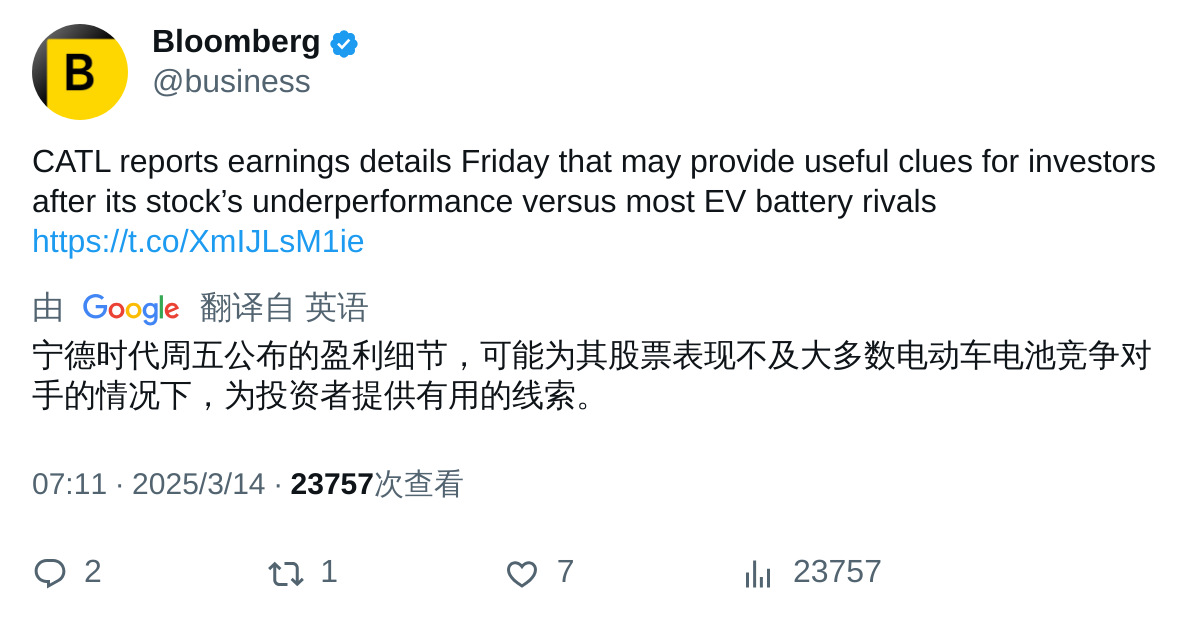 B
Bloomberg
@business
CATL reports earnings details Friday that may provide useful clues for investors
after its stock’s underperformance versus most EV battery rivals
https://t.co/XmIJLsM1ie
由 Google 翻译自 英语
宁德时代周五公布的盈利细节，可能为其股票表现不及大多数电动车电池竞争对
手的情况下，为投资者提供有用的线索。
07:11 · 2025/3/14 · 23757次查看
2 1 7 23757